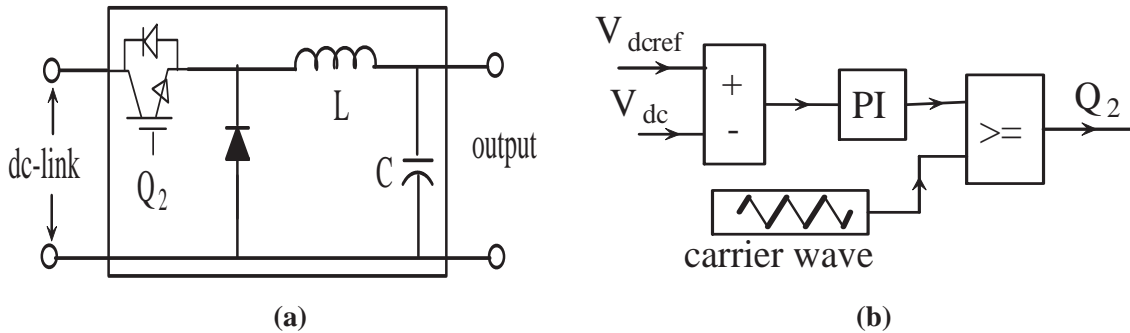 dc-link
Q2
L
C
output
(a)
Vdcref
Vdc
+
-
PI
>=
Q2
carrier wave
(b)